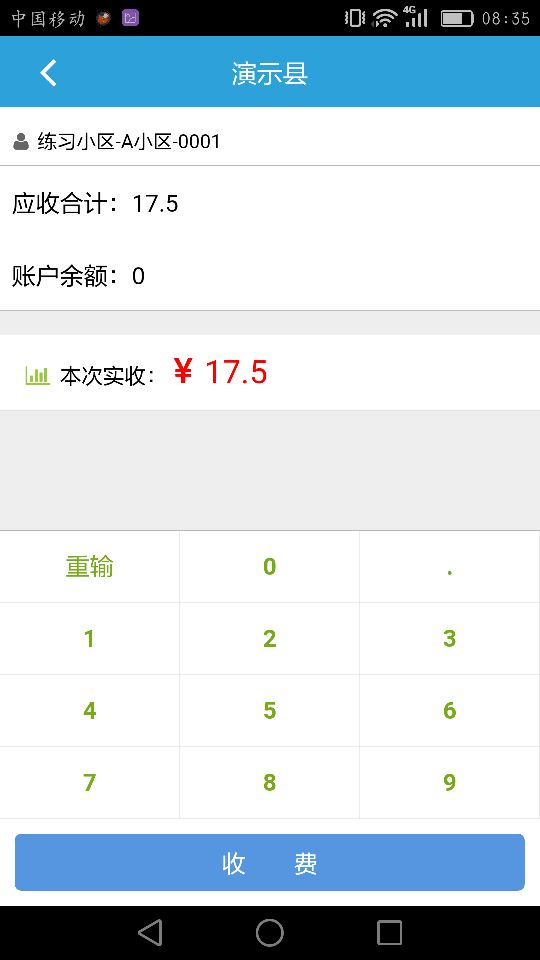 中国移动 4G 08:35
演示县
练习小区-A小区-0001
应收合计：17.5
账户余额：0
本次实收：¥ 17.5
重输 0 .
1 2 3
4 5 6
7 8 9
收 费